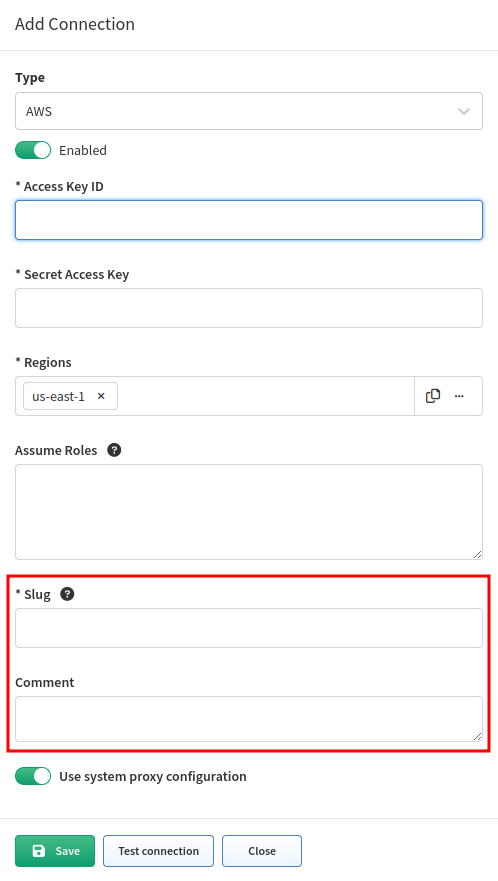 Add Connection
Type
AWS
Enabled
* Access Key ID
* Secret Access Key
* Regions
us-east-1 ×
Assume Roles ?
* Slug ?
Comment
Use system proxy configuration
Save Test connection Close